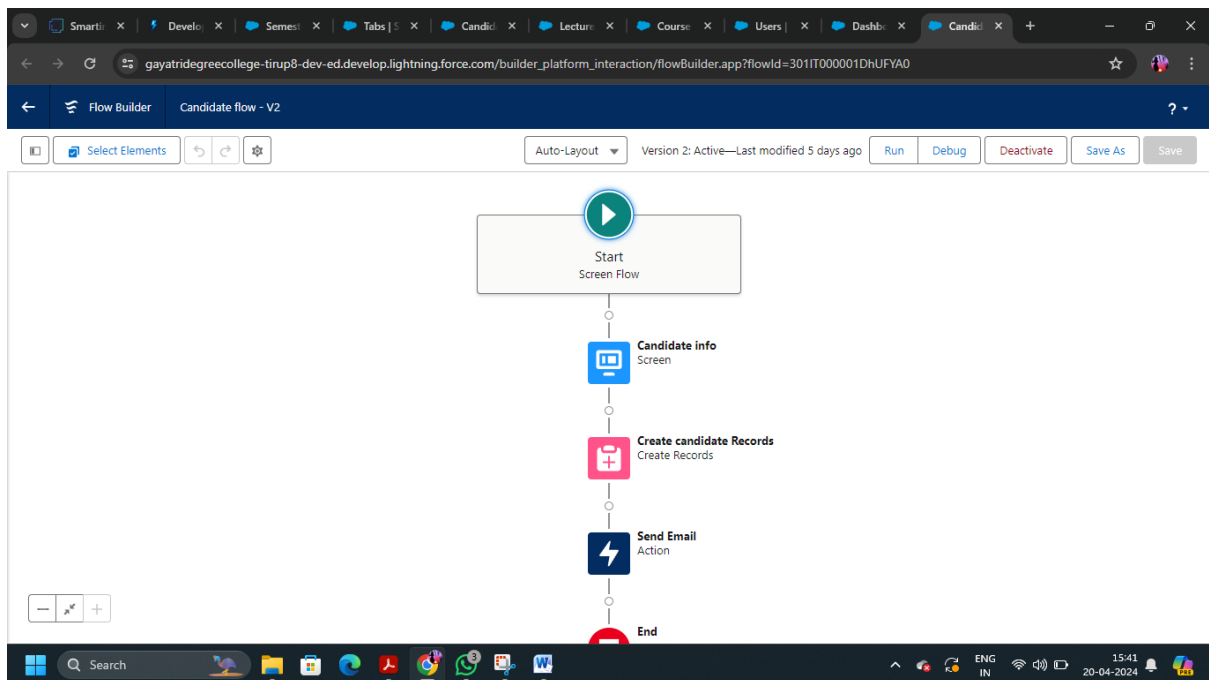 Smartir
Develo
Semest
Tabs | S
Candid
Lecture
Course
Users |
Dashbo
Candid
gayatridegreecollege-tirup8-dev-ed.develop.lightning.force.com/builder_platform_interaction/flowBuilder.app?flowId=301IT000001DhUFYA0
Flow Builder
Candidate flow - V2
?
Select Elements
Auto-Layout
Version 2: Active—Last modified 5 days ago
Run
Debug
Deactivate
Save As
Save
Start
Screen Flow
Candidate info
Screen
Create candidate Records
Create Records
Send Email
Action
End
Search
3
W
ENG
IN
15:41
20-04-2024
PRE